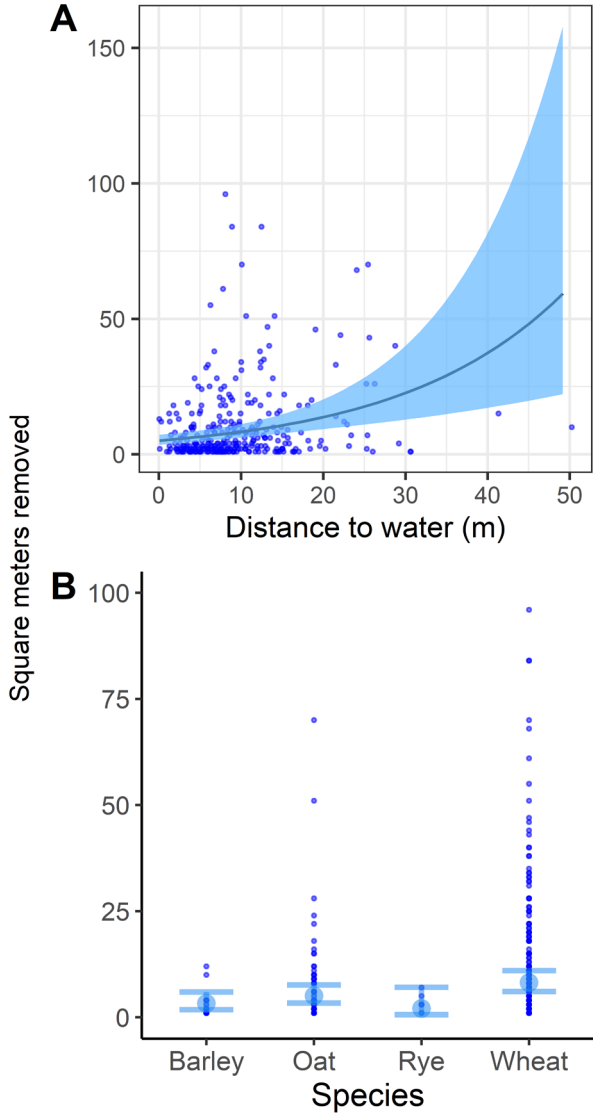 A
150
100
50
0
0 10 20 30 40 50
Distance to water (m)
Square meters removed
B
100
75
50
25
0
Barley Oat Rye Wheat
Species